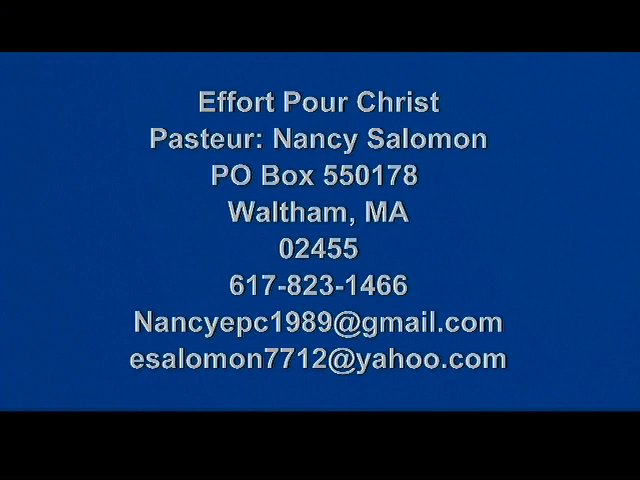 Effort Pour Christ
Pasteur: Nancy Salomon
PO Box 550178
Waltham, MA
02455
617-823-1466
Nancyepc1989@gmail.com
esalomon7712@yahoo.com